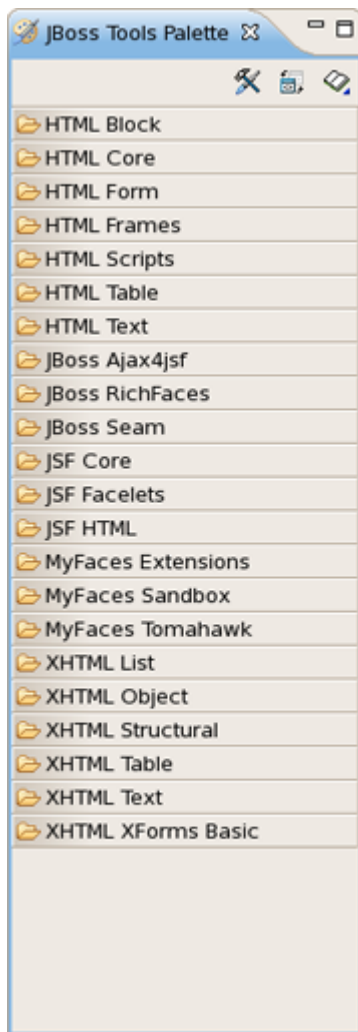 JBoss Tools Palette
HTML Block
HTML Core
HTML Form
HTML Frames
HTML Scripts
HTML Table
HTML Text
JBoss Ajax4jsf
JBoss RichFaces
JBoss Seam
JSF Core
JSF Facelets
JSF HTML
MyFaces Extensions
MyFaces Sandbox
MyFaces Tomahawk
XHTML List
XHTML Object
XHTML Structural
XHTML Table
XHTML Text
XHTML XForms Basic